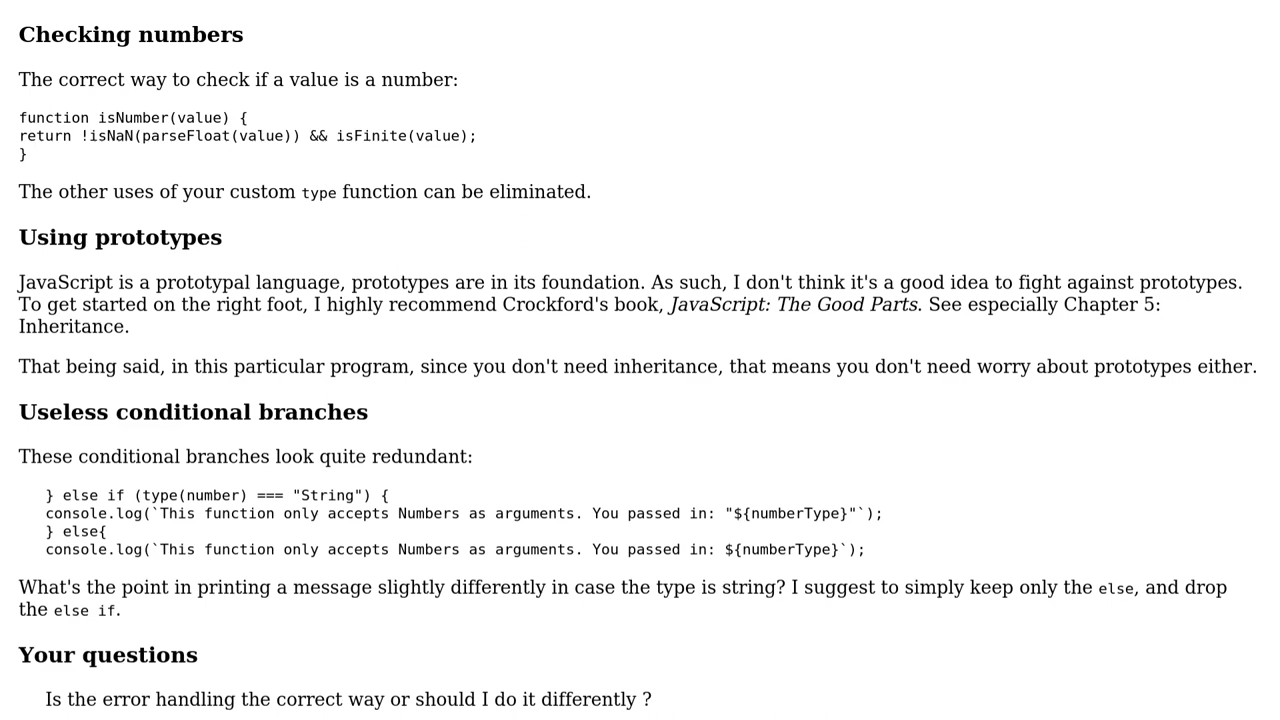 Checking numbers
The correct way to check if a value is a number:
function isNumber(value) {
return !isNaN(parseFloat(value)) && isFinite(value);
}
The other uses of your custom type function can be eliminated.
Using prototypes
JavaScript is a prototypal language, prototypes are in its foundation. As such, I don't think it's a good idea to fight against prototypes.
To get started on the right foot, I highly recommend Crockford's book, JavaScript: The Good Parts. See especially Chapter 5:
Inheritance.
That being said, in this particular program, since you don't need inheritance, that means you don't need worry about prototypes either.
Useless conditional branches
These conditional branches look quite redundant:
} else if (type(number) === "String") {
console.log(`This function only accepts Numbers as arguments. You passed in: "${numberType}"`);
} else{
console.log(`This function only accepts Numbers as arguments. You passed in: ${numberType}`);
What's the point in printing a message slightly differently in case the type is string? I suggest to simply keep only the else, and drop
the else if.
Your questions
Is the error handling the correct way or should I do it differently ?